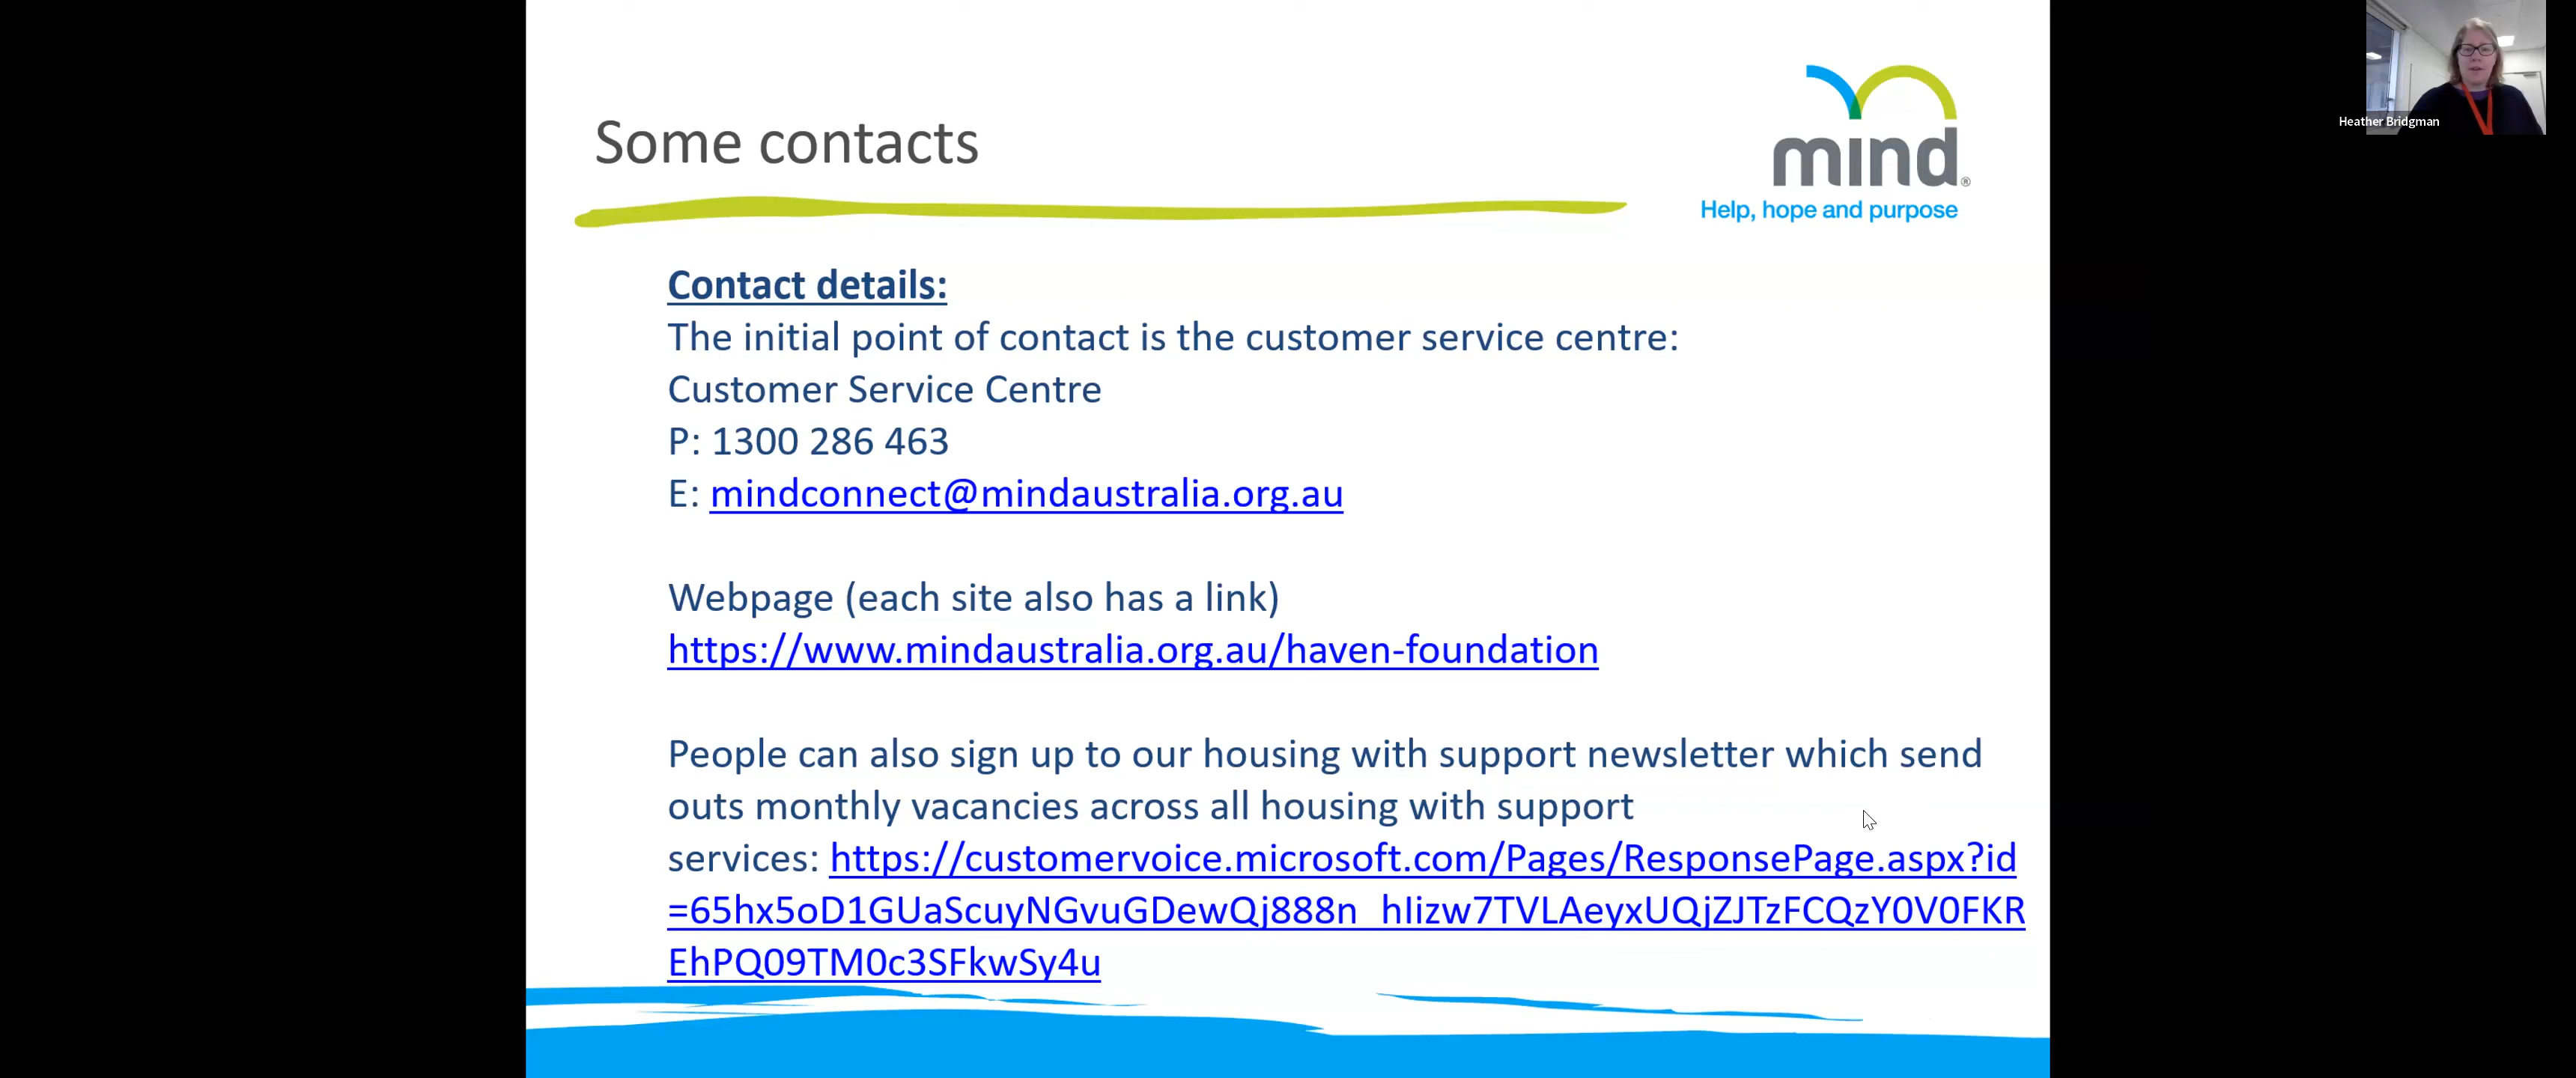 Some contacts
mind®
Help, hope and purpose
Heather Bridgman
Contact details:
The initial point of contact is the customer service centre:
Customer Service Centre
P: 1300 286 463
E: mindconnect@mindaustralia.org.au
Webpage (each site also has a link)
https://www.mindaustralia.org.au/haven-foundation
People can also sign up to our housing with support newsletter which send
outs monthly vacancies across all housing with support
services: https://customervoice.microsoft.com/Pages/ResponsePage.aspx?id
=65hx5oD1GUaScuyNGvuGDewQj888n_hIizw7TVLAeyxUQjZJTzFCQzY0V0FKR
EhPQ09TM0c3SFkwSy4u